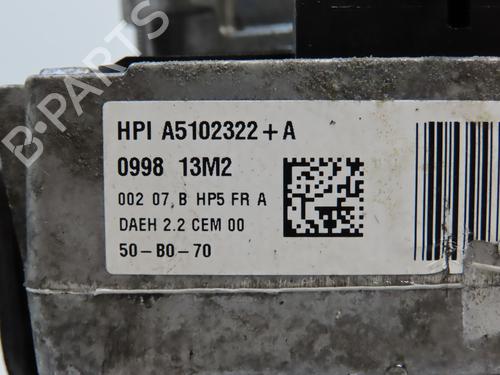 B-PARTS
HPI A5102322+A
0998 13M2
002 07.B HP5 FR A
DAEH 2.2 CEM 00
50-B0-70